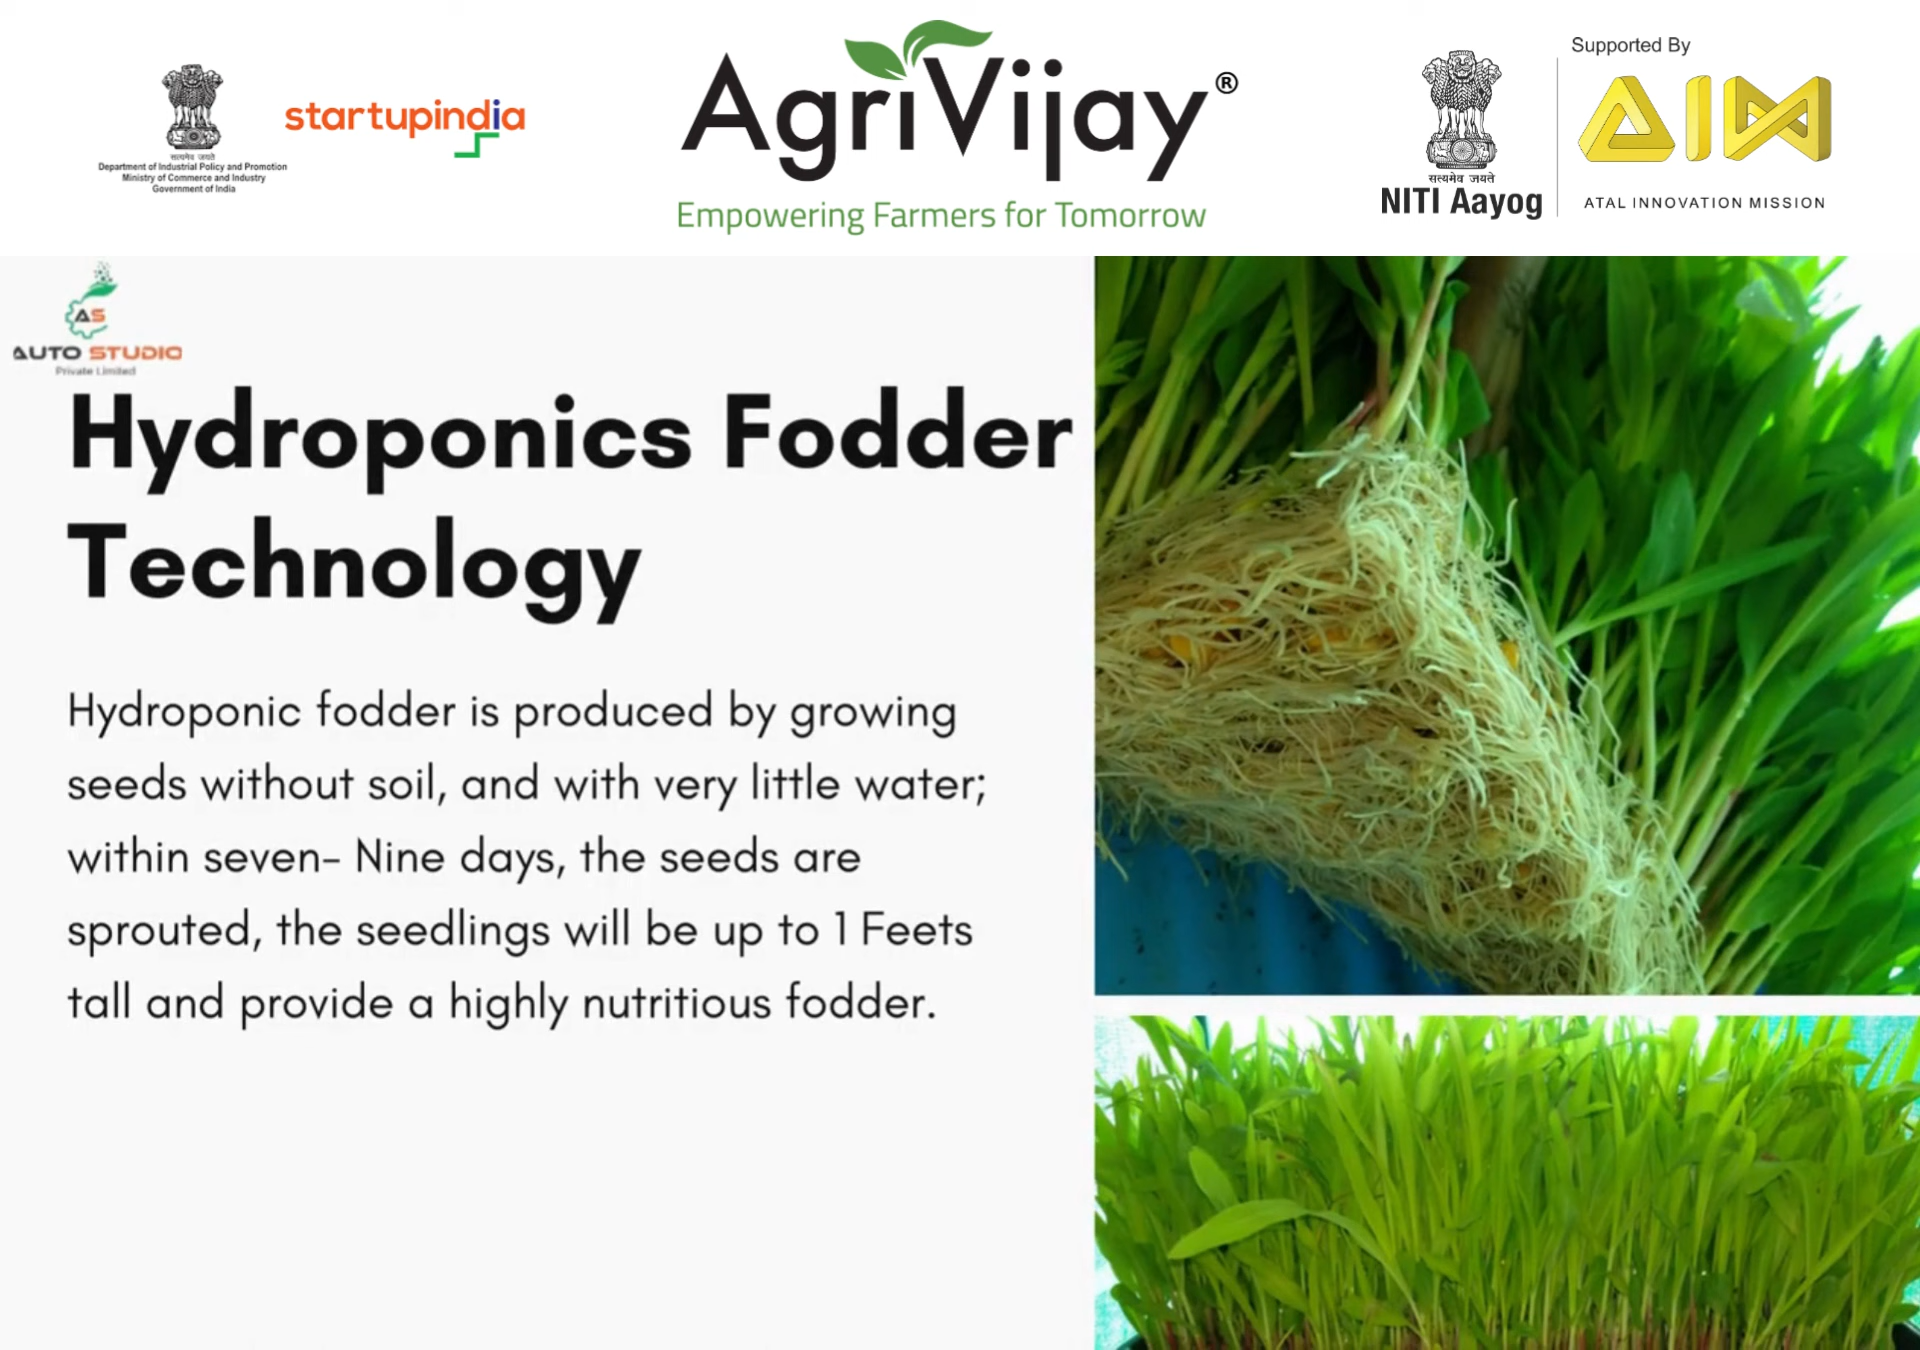 सत्यमेव जयते
Department of Industrial Policy and Promotion
Ministry of Commerce and Industry
Government of India
startupindia
AgriVijay®
Empowering Farmers for Tomorrow
सत्यमेव जयते
NITI Aayog
Supported By
AIM
ATAL INNOVATION MISSION
AS
AUTO STUDIO
Private Limited
Hydroponics Fodder
Technology
Hydroponic fodder is produced by growing
seeds without soil, and with very little water;
within seven- Nine days, the seeds are
sprouted, the seedlings will be up to 1 Feets
tall and provide a highly nutritious fodder.